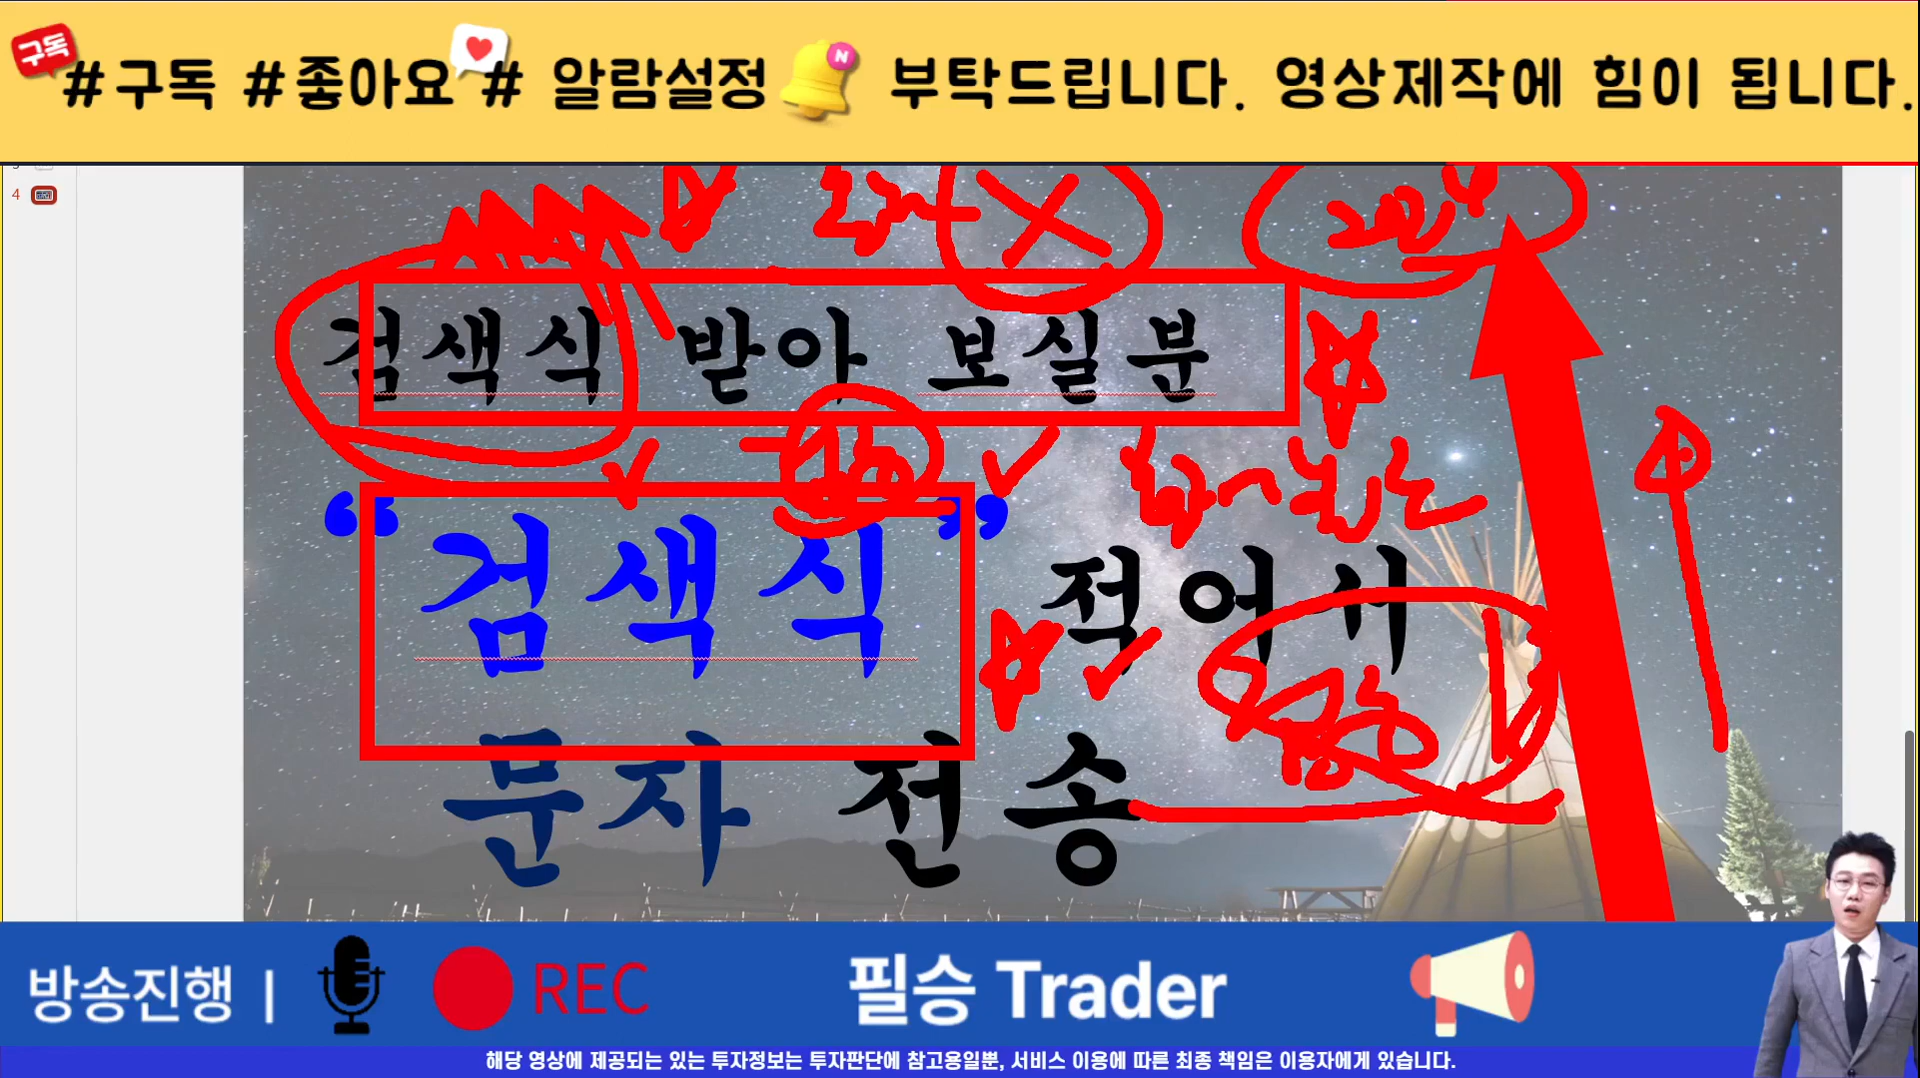 구독
#구독 #좋아요 # 알람설정 N 부탁드립니다. 영상제작에 힘이 됩니다.
4
검색식 받아 보실분
“검색식” 적어서
문자 전송
방송진행 | REC 필승 Trader
해당 영상에 제공되는 있는 투자정보는 투자판단에 참고용일뿐, 서비스 이용에 따른 최종 책임은 이용자에게 있습니다.